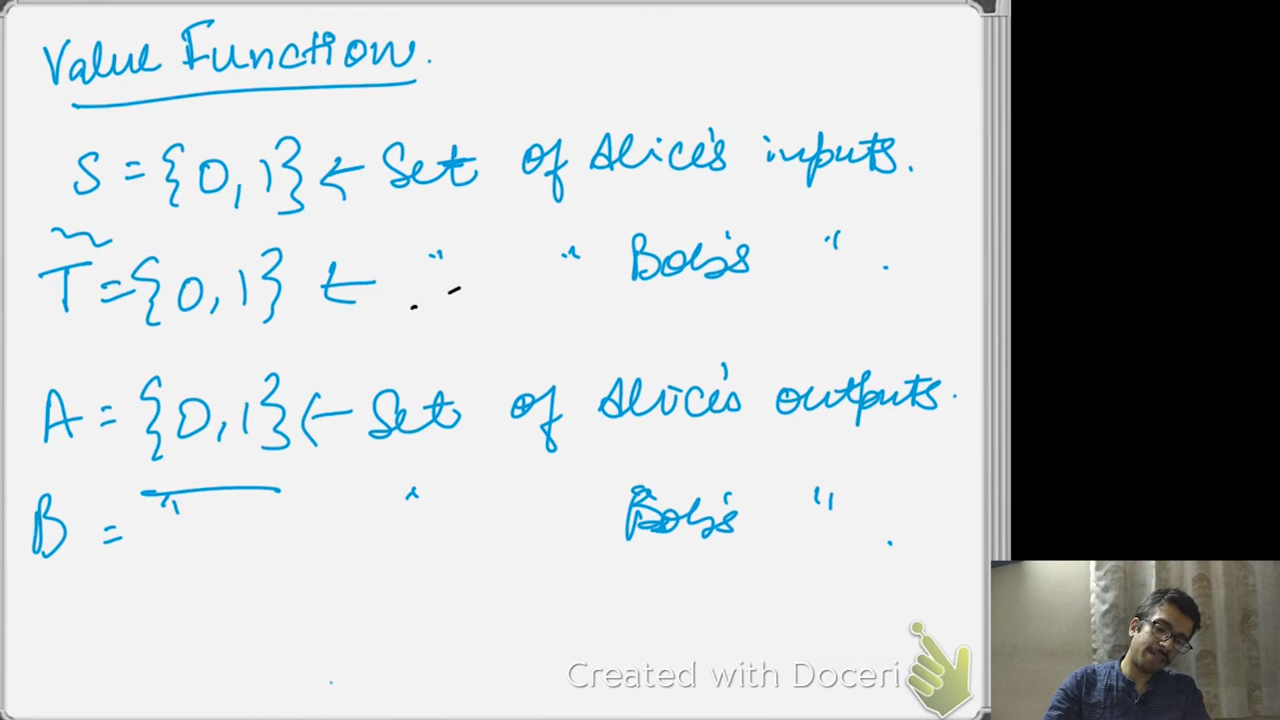 Value Function.
S = {0, 1} ← Set of Alice's inputs.
T = {0, 1} ← " " Bob's " .
A = {0, 1} ← Set of Alice's outputs.
B = " " Bob's " .
Created with Doceri